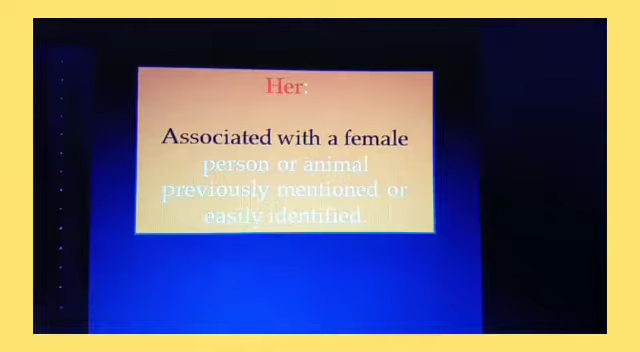 Her:
Associated with a female
person or animal
previously mentioned or
easily identified.